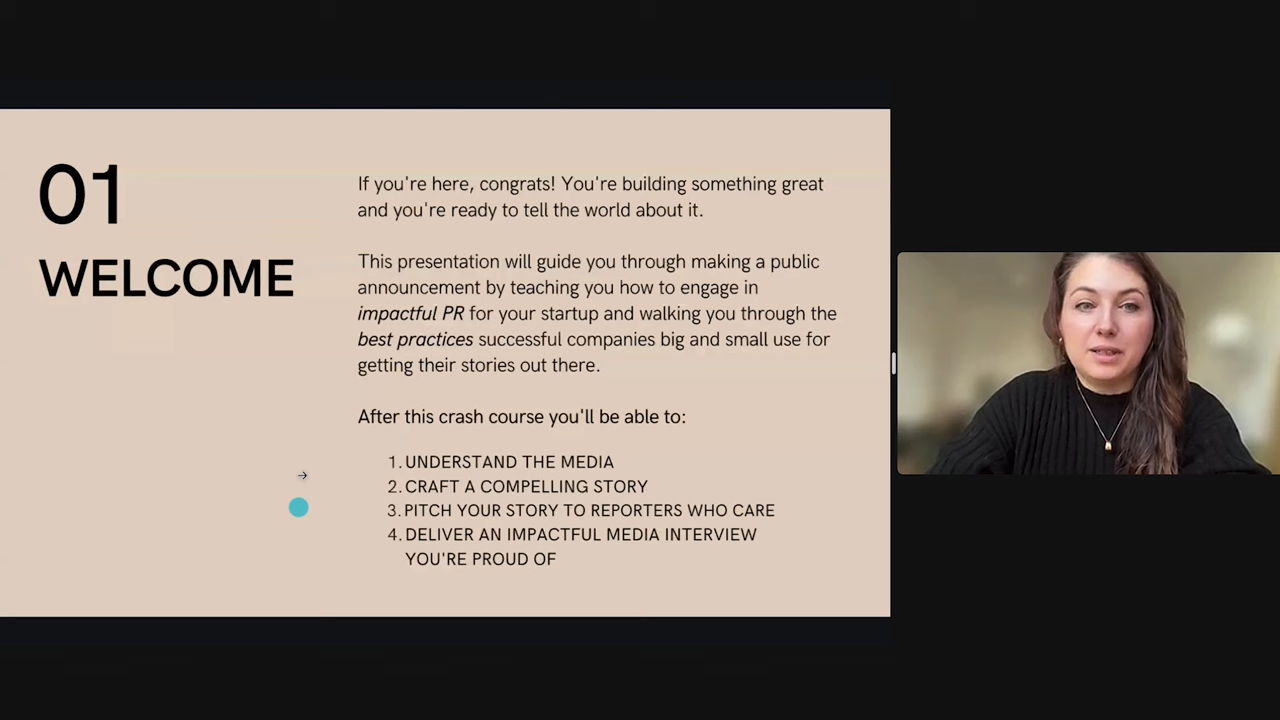 01
WELCOME
If you're here, congrats! You're building something great
and you're ready to tell the world about it.
This presentation will guide you through making a public
announcement by teaching you how to engage in
impactful PR for your startup and walking you through the
best practices successful companies big and small use for
getting their stories out there.
After this crash course you'll be able to:
1. UNDERSTAND THE MEDIA
2. CRAFT A COMPELLING STORY
3. PITCH YOUR STORY TO REPORTERS WHO CARE
4. DELIVER AN IMPACTFUL MEDIA INTERVIEW
YOU'RE PROUD OF